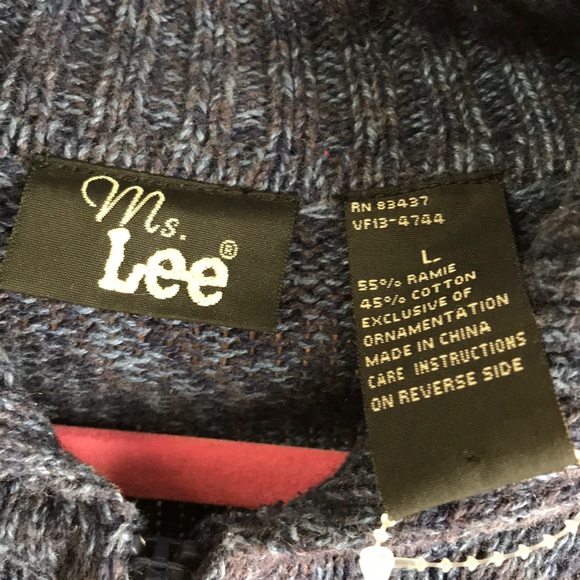 Ms.
Lee®
RN 83437
VF13-4744
L
55% RAMIE
45% COTTON
EXCLUSIVE OF
ORNAMENTATION
MADE IN CHINA
CARE INSTRUCTIONS
ON REVERSE SIDE